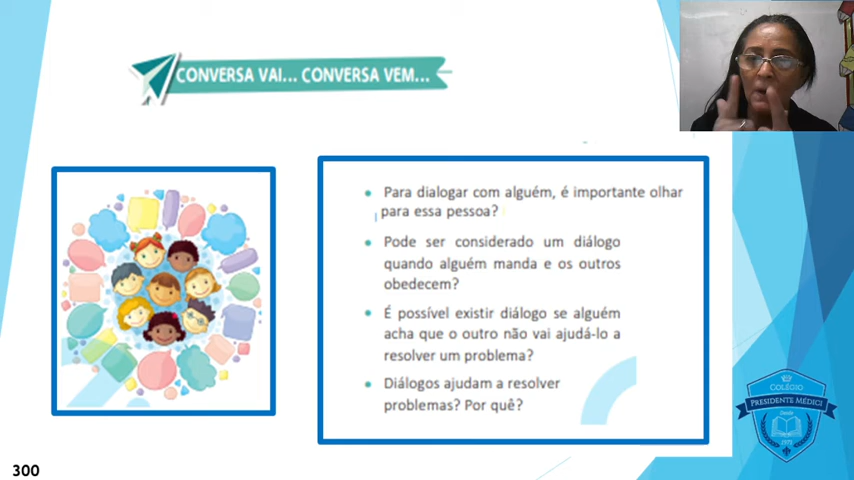 CONVERSA VAI... CONVERSA VEM...
Para dialogar com alguém, é importante olhar
para essa pessoa?
Pode ser considerado um diálogo
quando alguém manda e os outros
obedecem?
É possível existir diálogo se alguém
acha que o outro não vai ajudá-lo a
resolver um problema?
Diálogos ajudam a resolver
problemas? Por quê?
COLÉGIO
PRESIDENTE MÉDICI
300